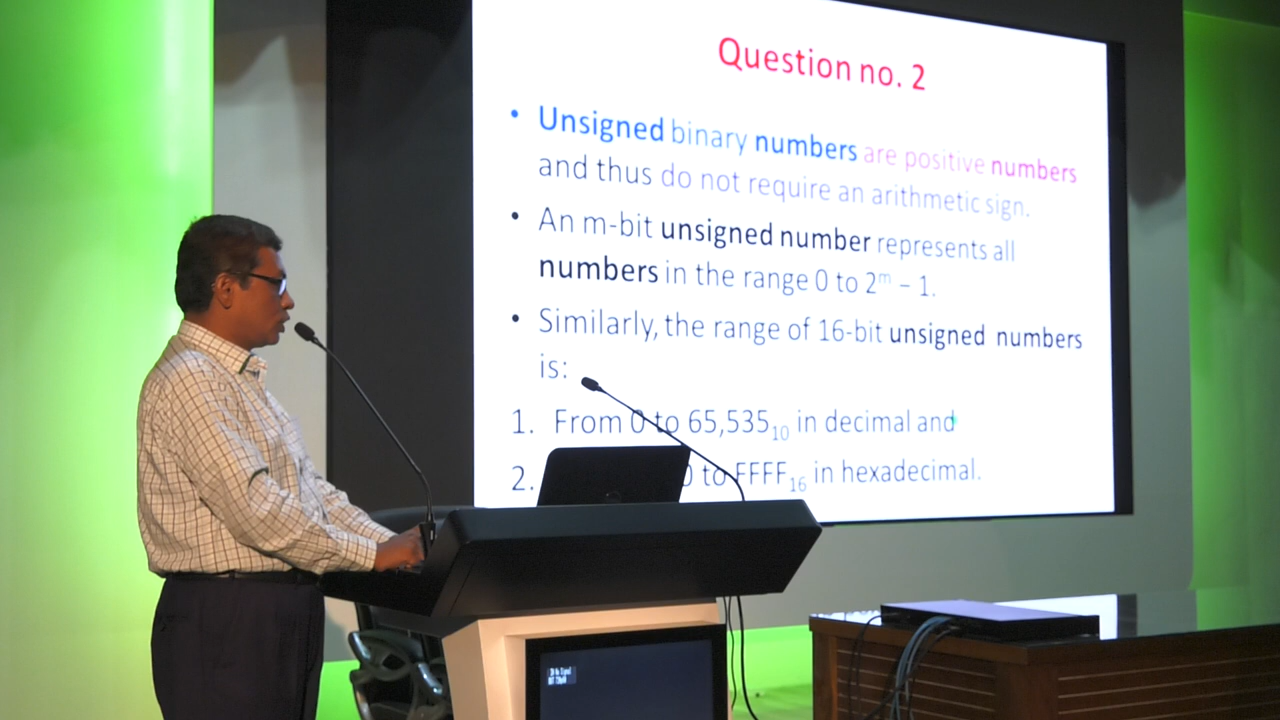 Question no. 2
• Unsigned binary numbers are positive numbers
and thus do not require an arithmetic sign.
• An m-bit unsigned number represents all
numbers in the range 0 to 2ᵐ – 1.
• Similarly, the range of 16-bit unsigned numbers
is:
1. From 0 to 65,535₁₀ in decimal and
2. 0 to FFFF₁₆ in hexadecimal.